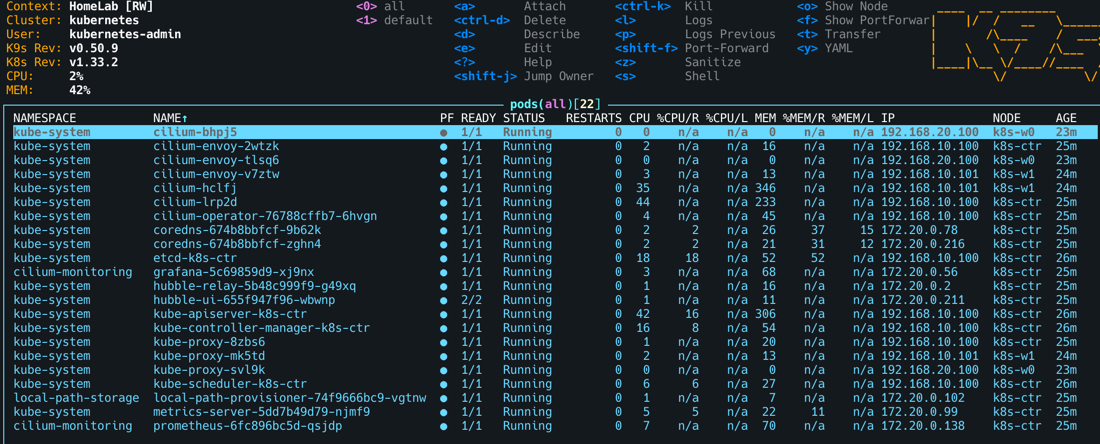 Context: HomeLab [RW] <0> all <a> Attach <ctrl-k> Kill <o> Show Node
Cluster: kubernetes <1> default <ctrl-d> Delete <l> Logs <f> Show PortForwar
User: kubernetes-admin <d> Describe <p> Logs Previous <t> Transfer
K9s Rev: v0.50.9 <e> Edit <shift-f> Port-Forward <y> YAML
K8s Rev: v1.33.2 <?> Help <z> Sanitize
CPU: 2% <shift-j> Jump Owner <s> Shell
MEM: 42%
pods(all)[22]
NAMESPACE NAME↑ PF READY STATUS RESTARTS CPU %CPU/R %CPU/L MEM %MEM/R %MEM/L IP NODE AGE
kube-system cilium-bhpj5 ● 1/1 Running 0 0 n/a n/a 0 n/a n/a 192.168.20.100 k8s-w0 23m
kube-system cilium-envoy-2wtzk ● 1/1 Running 0 2 n/a n/a 16 n/a n/a 192.168.10.100 k8s-ctr 25m
kube-system cilium-envoy-tlsq6 ● 1/1 Running 0 0 n/a n/a 0 n/a n/a 192.168.20.100 k8s-w0 23m
kube-system cilium-envoy-v7ztw ● 1/1 Running 0 3 n/a n/a 13 n/a n/a 192.168.10.101 k8s-w1 24m
kube-system cilium-hclfj ● 1/1 Running 0 35 n/a n/a 346 n/a n/a 192.168.10.101 k8s-w1 24m
kube-system cilium-lrp2d ● 1/1 Running 0 44 n/a n/a 233 n/a n/a 192.168.10.100 k8s-ctr 25m
kube-system cilium-operator-76788cffb7-6hvgn ● 1/1 Running 0 4 n/a n/a 45 n/a n/a 192.168.10.100 k8s-ctr 25m
kube-system coredns-674b8bbfcf-9b62k ● 1/1 Running 0 2 2 n/a 26 37 15 172.20.0.78 k8s-ctr 25m
kube-system coredns-674b8bbfcf-zghn4 ● 1/1 Running 0 2 2 n/a 21 31 12 172.20.0.216 k8s-ctr 25m
kube-system etcd-k8s-ctr ● 1/1 Running 0 18 18 n/a 52 52 n/a 192.168.10.100 k8s-ctr 26m
cilium-monitoring grafana-5c69859d9-xj9nx ● 1/1 Running 0 3 n/a n/a 68 n/a n/a 172.20.0.56 k8s-ctr 25m
kube-system hubble-relay-5b48c999f9-g49xq ● 1/1 Running 0 1 n/a n/a 16 n/a n/a 172.20.0.2 k8s-ctr 25m
kube-system hubble-ui-655f947f96-wbwnp ● 2/2 Running 0 1 n/a n/a 11 n/a n/a 172.20.0.211 k8s-ctr 25m
kube-system kube-apiserver-k8s-ctr ● 1/1 Running 0 42 16 n/a 306 n/a n/a 192.168.10.100 k8s-ctr 26m
kube-system kube-controller-manager-k8s-ctr ● 1/1 Running 0 16 8 n/a 54 n/a n/a 192.168.10.100 k8s-ctr 26m
kube-system kube-proxy-8zbs6 ● 1/1 Running 0 1 n/a n/a 20 n/a n/a 192.168.10.100 k8s-ctr 25m
kube-system kube-proxy-mk5td ● 1/1 Running 0 2 n/a n/a 13 n/a n/a 192.168.10.101 k8s-w1 24m
kube-system kube-proxy-svl9k ● 1/1 Running 0 0 n/a n/a 0 n/a n/a 192.168.20.100 k8s-w0 23m
kube-system kube-scheduler-k8s-ctr ● 1/1 Running 0 6 6 n/a 27 n/a n/a 192.168.10.100 k8s-ctr 26m
local-path-storage local-path-provisioner-74f9666bc9-vgtnw ● 1/1 Running 0 1 n/a n/a 7 n/a n/a 172.20.0.102 k8s-ctr 25m
kube-system metrics-server-5dd7b49d79-njmf9 ● 1/1 Running 0 5 5 n/a 22 11 n/a 172.20.0.99 k8s-ctr 25m
cilium-monitoring prometheus-6fc896bc5d-qsjdp ● 1/1 Running 0 7 n/a n/a 70 n/a n/a 172.20.0.138 k8s-ctr 25m